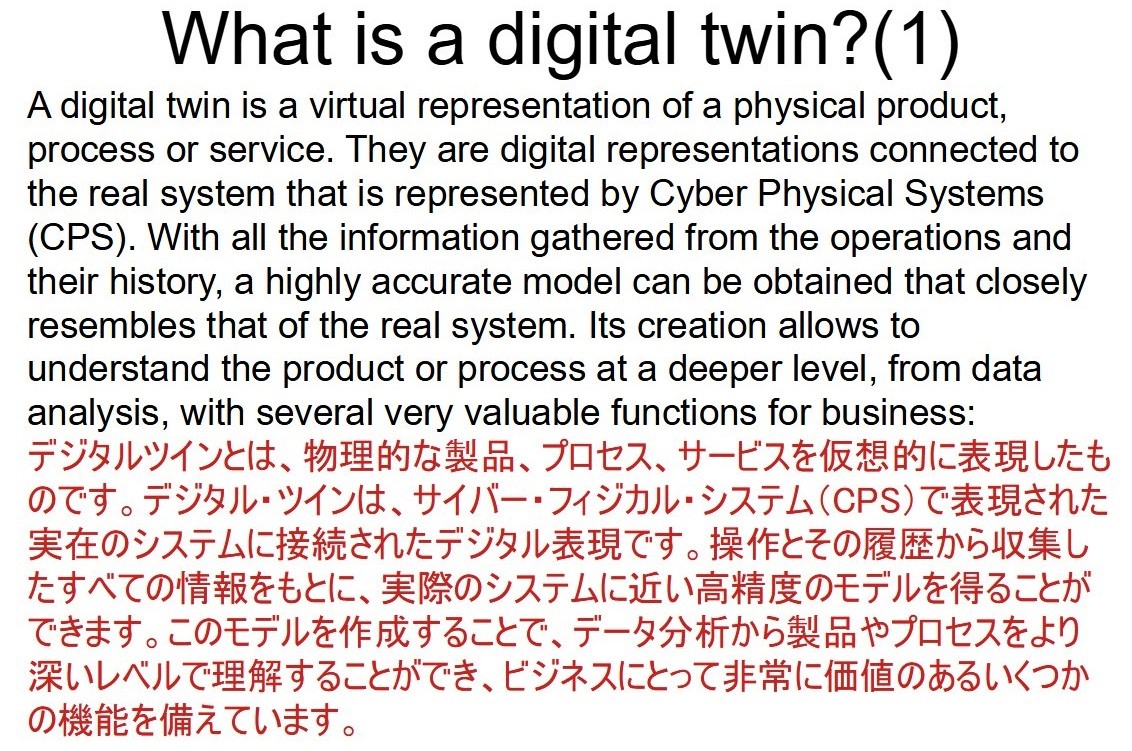 What is a digital twin?(1)
A digital twin is a virtual representation of a physical product,
process or service. They are digital representations connected to
the real system that is represented by Cyber Physical Systems
(CPS). With all the information gathered from the operations and
their history, a highly accurate model can be obtained that closely
resembles that of the real system. Its creation allows to
understand the product or process at a deeper level, from data
analysis, with several very valuable functions for business:
デジタルツインとは、物理的な製品、プロセス、サービスを仮想的に表現したも
のです。デジタル・ツインは、サイバー・フィジカル・システム（CPS）で表現された
実在のシステムに接続されたデジタル表現です。操作とその履歴から収集し
たすべての情報をもとに、実際のシステムに近い高精度のモデルを得ることが
できます。このモデルを作成することで、データ分析から製品やプロセスをより
深いレベルで理解することができ、ビジネスにとって非常に価値のあるいくつか
の機能を備えています。